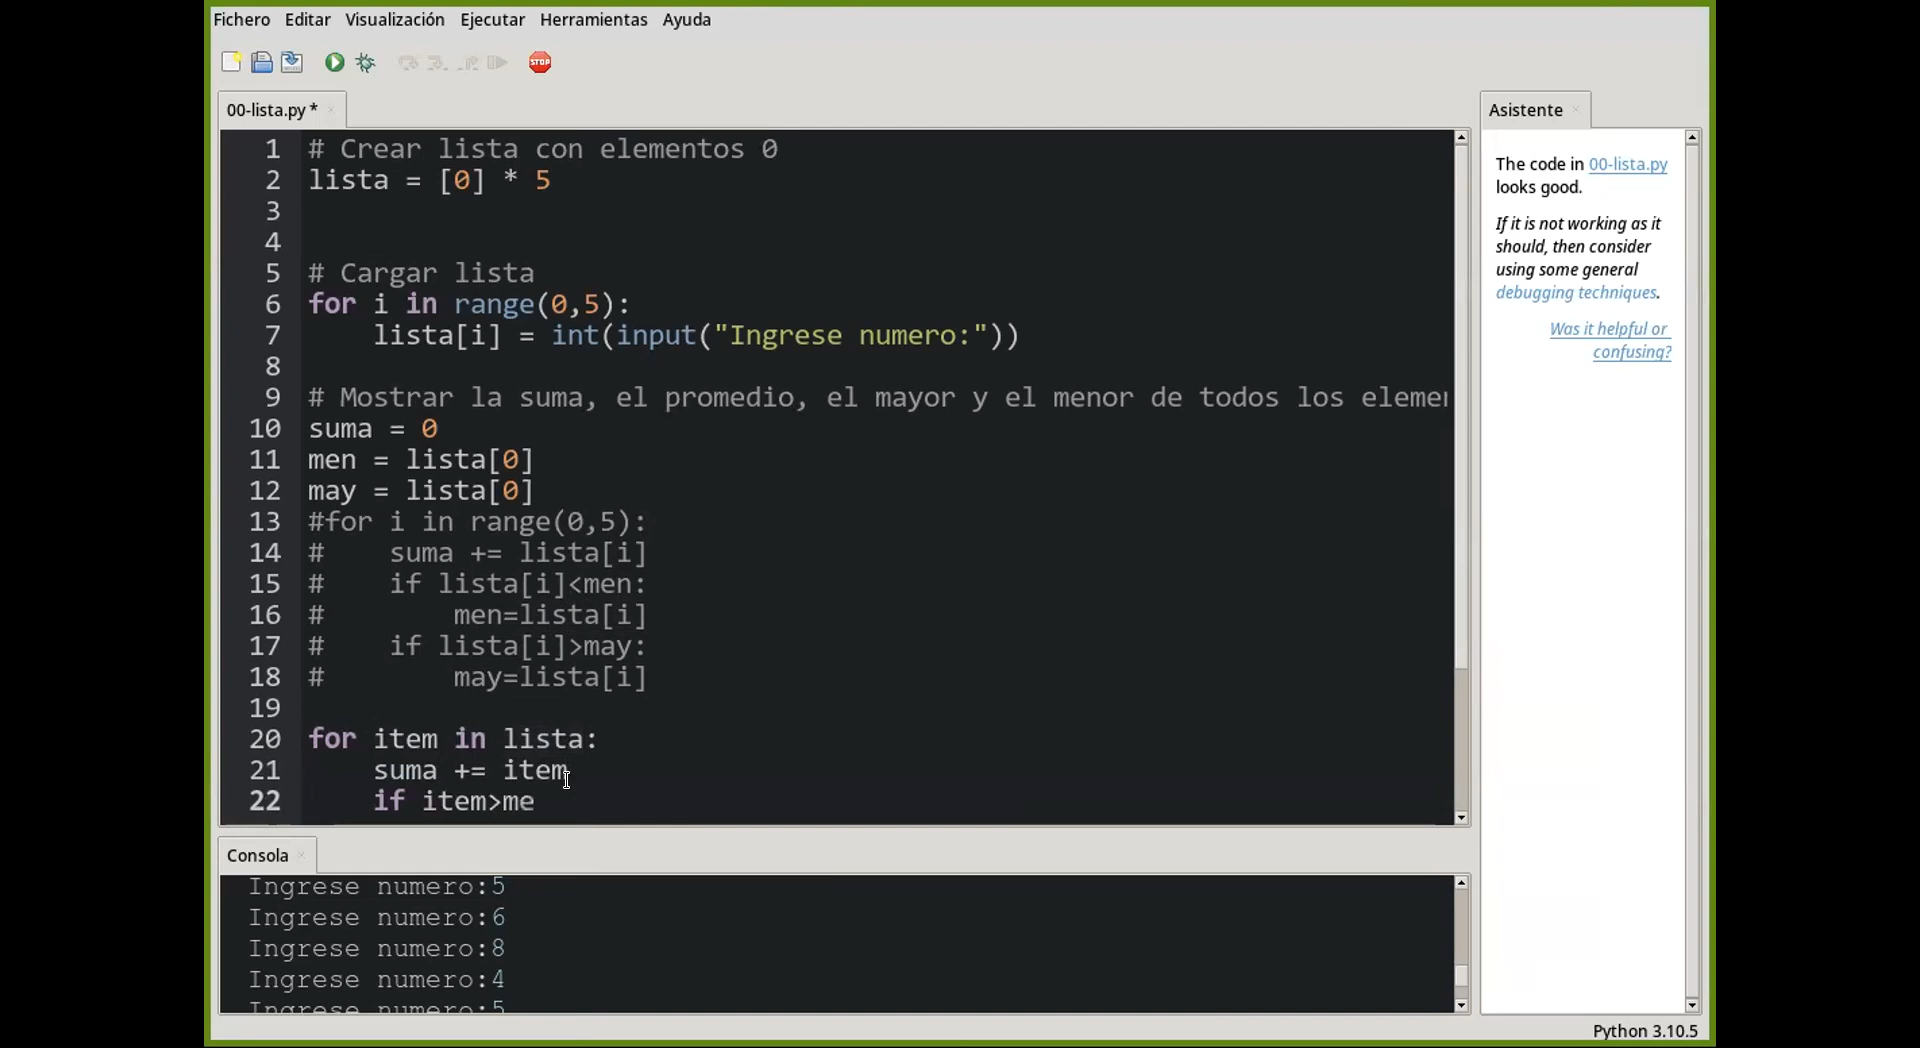 Fichero Editar Visualización Ejecutar Herramientas Ayuda
STOP
00-lista.py *
1 # Crear lista con elementos 0
2 lista = [0] * 5
3
4
5 # Cargar lista
6 for i in range(0,5):
7     lista[i] = int(input("Ingrese numero:"))
8
9 # Mostrar la suma, el promedio, el mayor y el menor de todos los
10 suma = 0
11 men = lista[0]
12 may = lista[0]
13 #for i in range(0,5):
14 #    suma += lista[i]
15 #    if lista[i]<men:
16 #        men=lista[i]
17 #    if lista[i]>may:
18 #        may=lista[i]
19
20 for item in lista:
21     suma += item
22     if item>me
Consola
Ingrese numero:5
Ingrese numero:6
Ingrese numero:8
Ingrese numero:4
Ingrese numero:5
Asistente
The code in 00-lista.py
looks good.
If it is not working as it
should, then consider
using some general
debugging techniques.
Was it helpful or
confusing?
Python 3.10.5